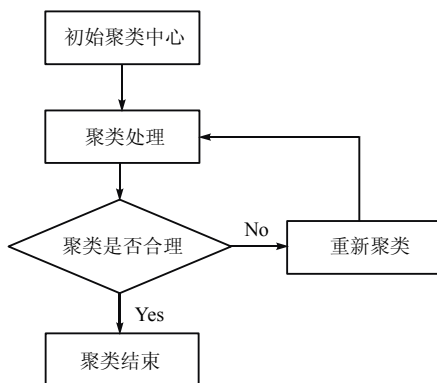 初始聚类中心
聚类处理
聚类是否合理
No
重新聚类
Yes
聚类结束